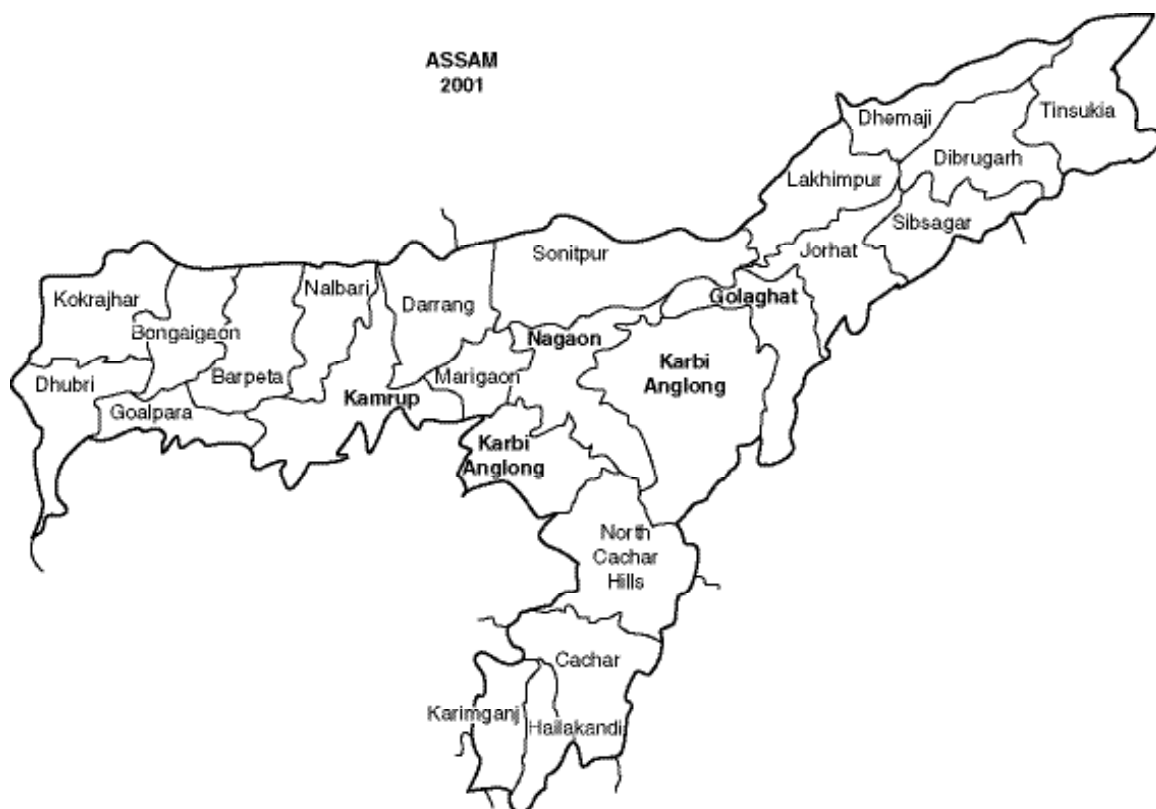 ASSAM
2001
Dhemaji
Tinsukia
Dibrugarh
Lakhimpur
Sibsagar
Sonitpur
Jorhat
Kokrajhar
Nalbari
Darrang
Golaghat
Bongaigaon
Nagaon
Dhubri
Barpeta
Marigaon
Karbi
Anglong
Goalpara
Kamrup
Karbi
Anglong
North
Cachar
Hills
Cachar
Karimganj
Hailakandi